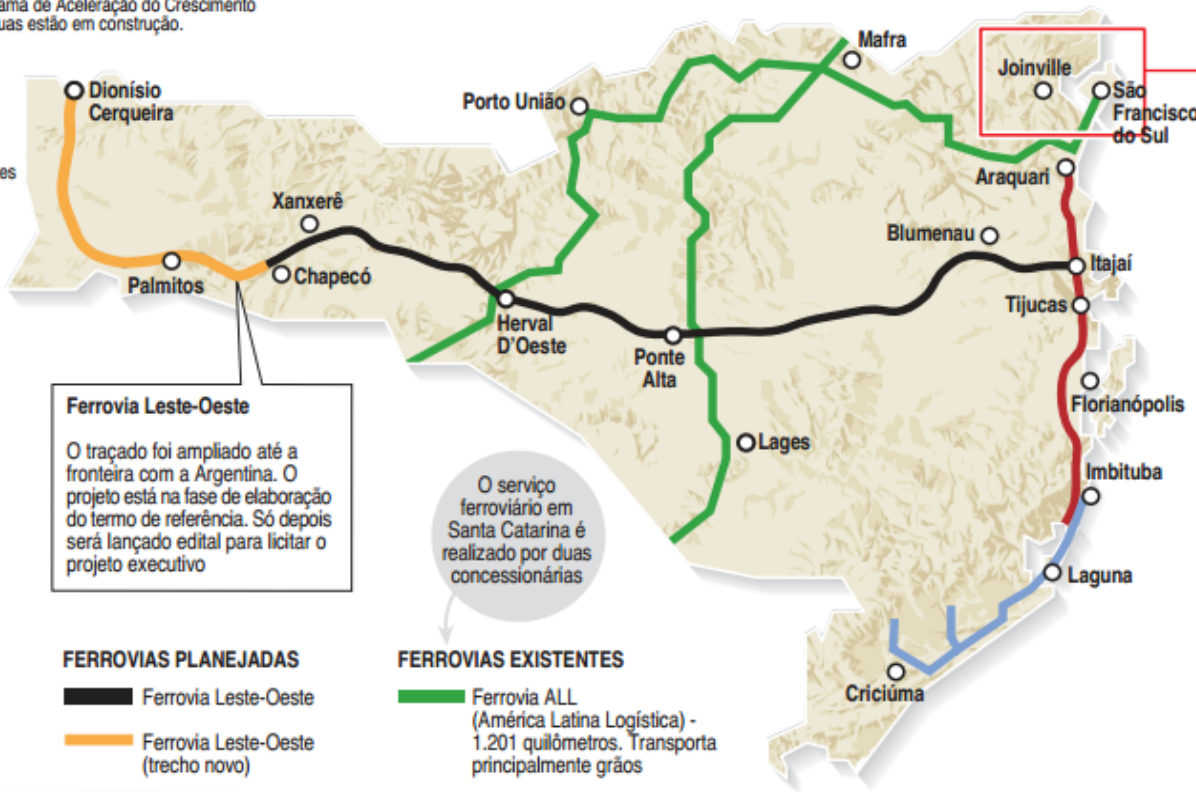 ama de Aceleração do Crescimento
uas estão em construção.
es
Dionísio
Cerqueira
Porto União
Mafra
Joinville
São
Francisco
do Sul
Araquari
Xanxerê
Blumenau
Itajaí
Palmitos
Chapecó
Tijucas
Herval
D'Oeste
Ponte
Alta
Florianópolis
Lages
Imbituba
Laguna
Criciúma
Ferrovia Leste-Oeste
O traçado foi ampliado até a
fronteira com a Argentina. O
projeto está na fase de elaboração
do termo de referência. Só depois
será lançado edital para licitar o
projeto executivo
O serviço
ferroviário em
Santa Catarina é
realizado por duas
concessionárias
FERROVIAS PLANEJADAS
Ferrovia Leste-Oeste
Ferrovia Leste-Oeste
(trecho novo)
FERROVIAS EXISTENTES
Ferrovia ALL
(América Latina Logística) -
1.201 quilômetros. Transporta
principalmente grãos